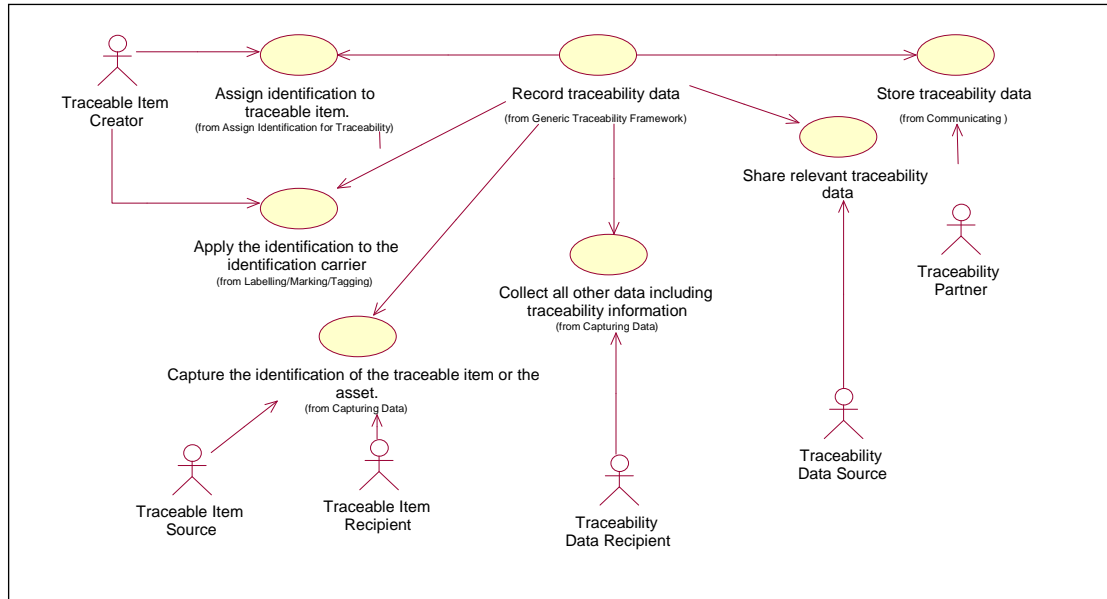 Traceable Item
Creator
Assign identification to
traceable item.
(from Assign Identification for Traceability)
Record traceability data
(from Generic Traceability Framework)
Store traceability data
(from Communicating )
Share relevant traceability
data
Apply the identification to the
identification carrier
(from Labelling/Marking/Tagging)
Traceability
Partner
Collect all other data including
traceability information
(from Capturing Data)
Capture the identification of the traceable item or the
asset.
(from Capturing Data)
Traceability
Data Source
Traceable Item
Source
Traceable Item
Recipient
Traceability
Data Recipient